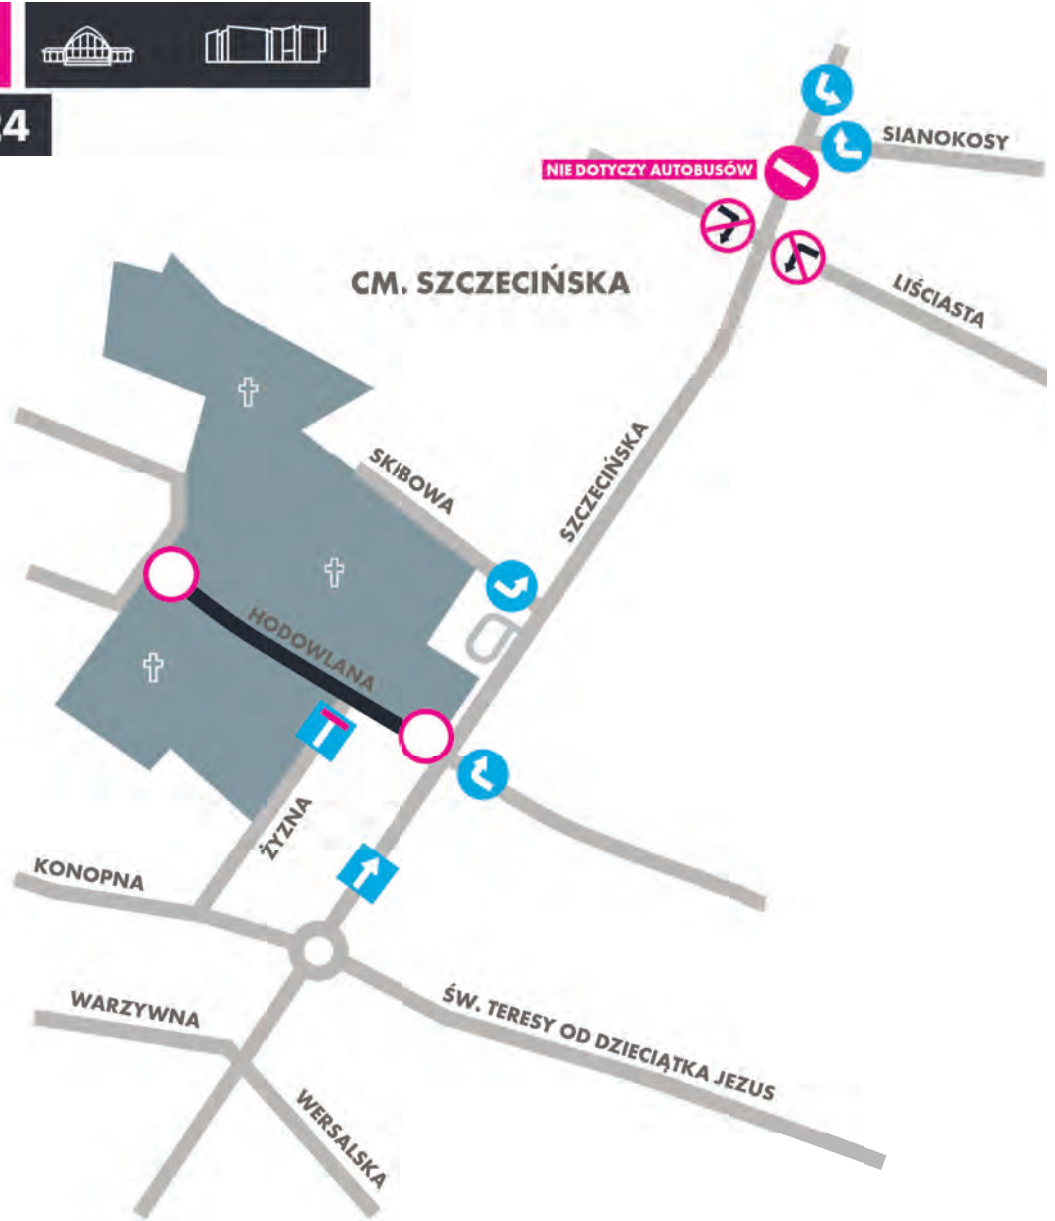 24
SIANOKOSY
NIE DOTYCZY AUTOBUSÓW
CM. SZCZECIŃSKA
LIŚCIASTA
SKIBOWA
SZCZECIŃSKA
HODOWLANA
ŻYZNA
KONOPNA
WARZYWNA
ŚW. TERESY OD DZIECIĄTKA JEZUS
WERSALSKA